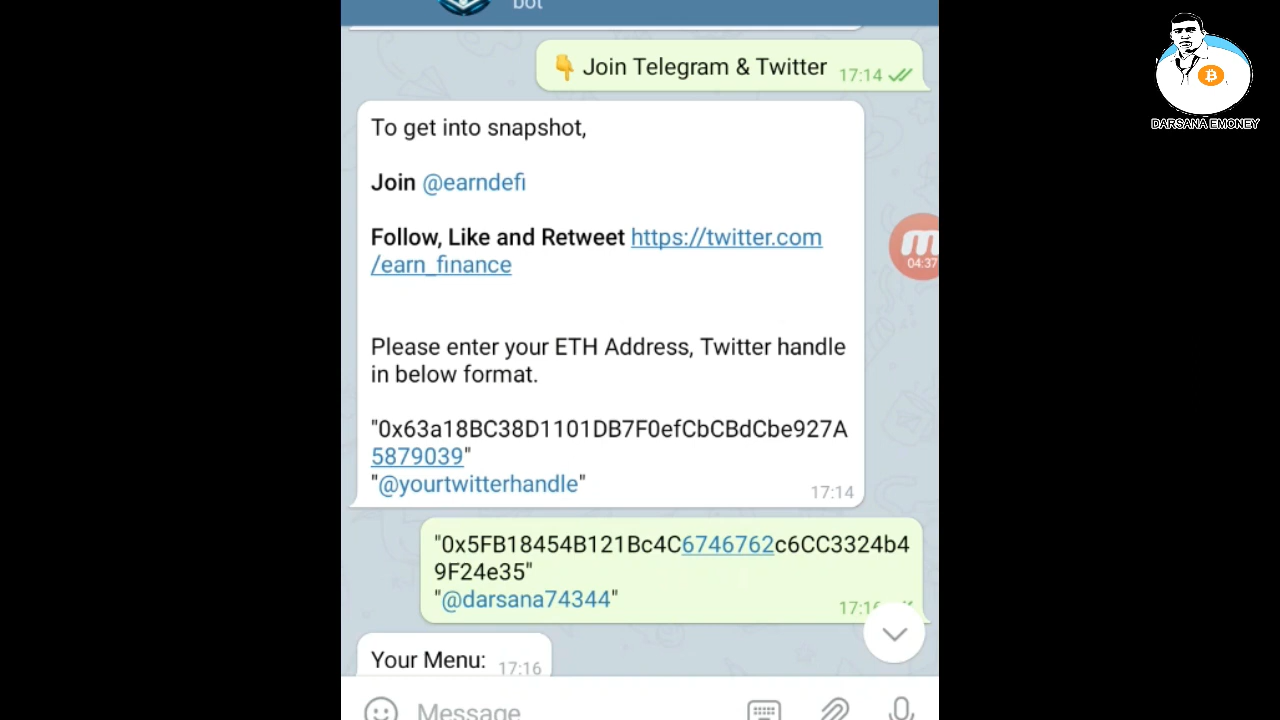 bot
👇 Join Telegram & Twitter 17:14
To get into snapshot,
Join @earndefi
Follow, Like and Retweet https://twitter.com
/earn_finance
Please enter your ETH Address, Twitter handle
in below format.
"0x63a18BC38D1101DB7F0efCbCBdCbe927A
5879039"
"@yourtwitterhandle"
17:14
"0x5FB18454B121Bc4C6746762c6CC3324b4
9F24e35"
"@darsana74344"
17:16
Your Menu: 17:16
Message
04:37
DARSANA EMONEY